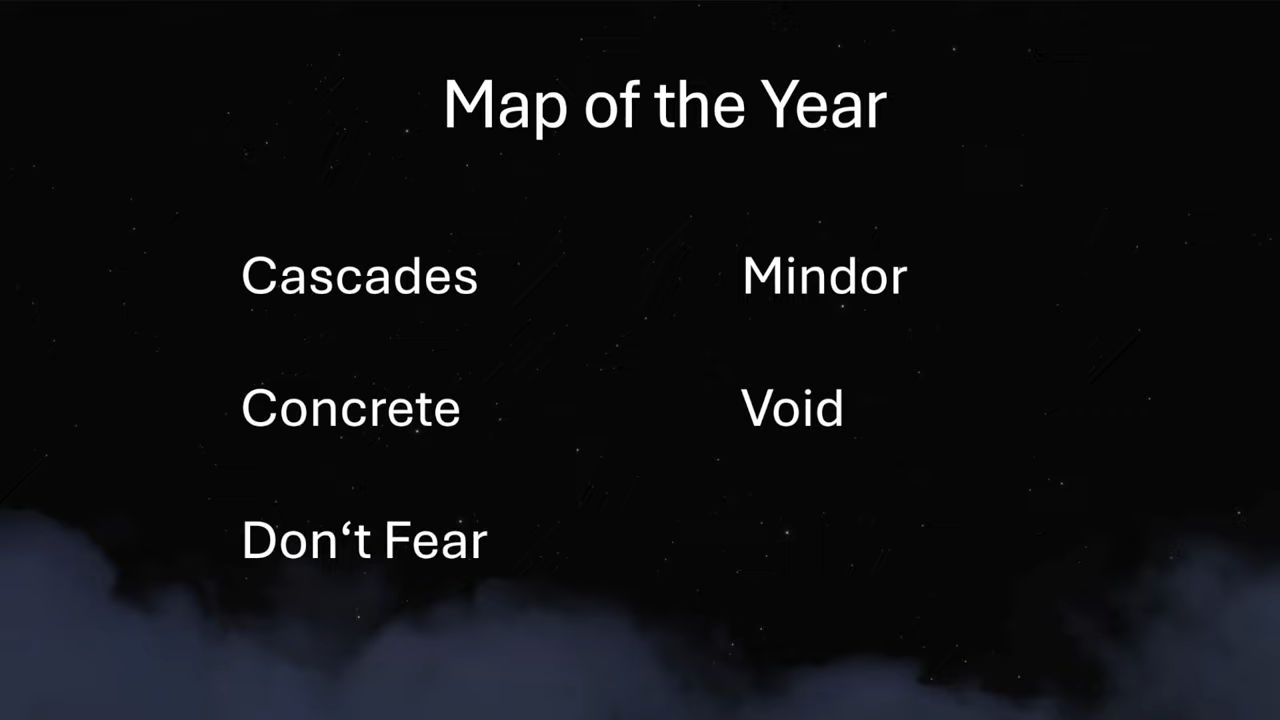 Map of the Year
Cascades
Concrete
Don‘t Fear
Mindor
Void